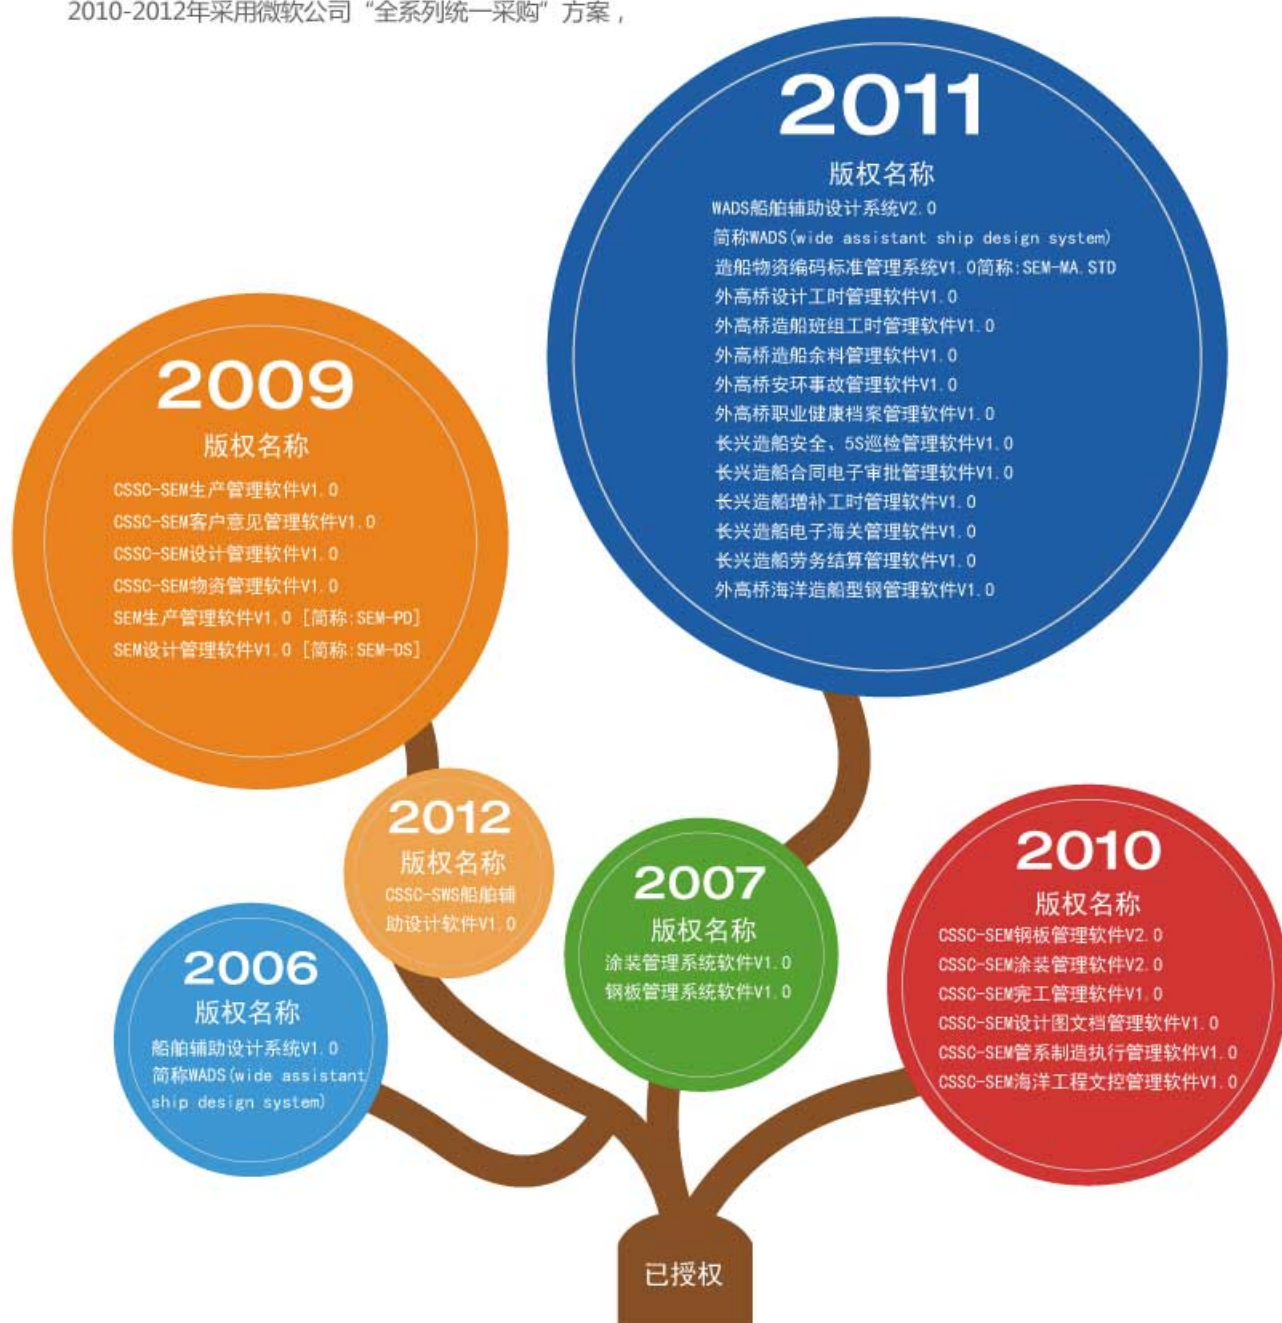 2010-2012年采用微软公司“全系列统一采购”方案，
2011
版权名称
WADS船舶辅助设计系统V2.0
简称WADS(wide assistant ship design system)
造船物资编码标准管理系统V1.0简称:SEM-MA.STD
外高桥设计工时管理软件V1.0
外高桥造船班组工时管理软件V1.0
外高桥造船余料管理软件V1.0
外高桥安环事故管理软件V1.0
外高桥职业健康档案管理软件V1.0
长兴造船安全、5S巡检管理软件V1.0
长兴造船合同电子审批管理软件V1.0
长兴造船增补工时管理软件V1.0
长兴造船电子海关管理软件V1.0
长兴造船劳务结算管理软件V1.0
外高桥海洋造船型钢管理软件V1.0
2009
版权名称
CSSC-SEM生产管理软件V1.0
CSSC-SEM客户意见管理软件V1.0
CSSC-SEM设计管理软件V1.0
CSSC-SEM物资管理软件V1.0
SEM生产管理软件V1.0 [简称:SEM-PD]
SEM设计管理软件V1.0 [简称:SEM-DS]
2012
版权名称
CSSC-SWS船舶辅
助设计软件V1.0
2007
版权名称
涂装管理系统软件V1.0
钢板管理系统软件V1.0
2010
版权名称
CSSC-SEM钢板管理软件V2.0
CSSC-SEM涂装管理软件V2.0
CSSC-SEM完工管理软件V1.0
CSSC-SEM设计图文档管理软件V1.0
CSSC-SEM管系制造执行管理软件V1.0
CSSC-SEM海洋工程文控管理软件V1.0
2006
版权名称
船舶辅助设计系统V1.0
简称WADS(wide assistant
ship design system)
已授权